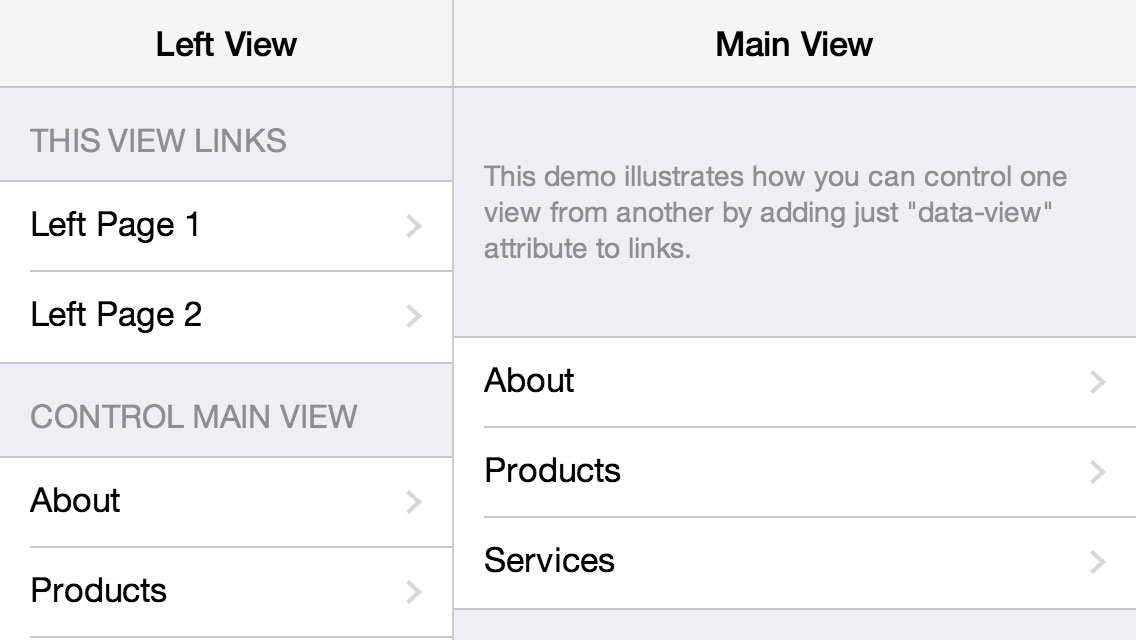 Left View
THIS VIEW LINKS
Left Page 1
Left Page 2
CONTROL MAIN VIEW
About
Products
Main View
This demo illustrates how you can control one
view from another by adding just "data-view"
attribute to links.
About
Products
Services